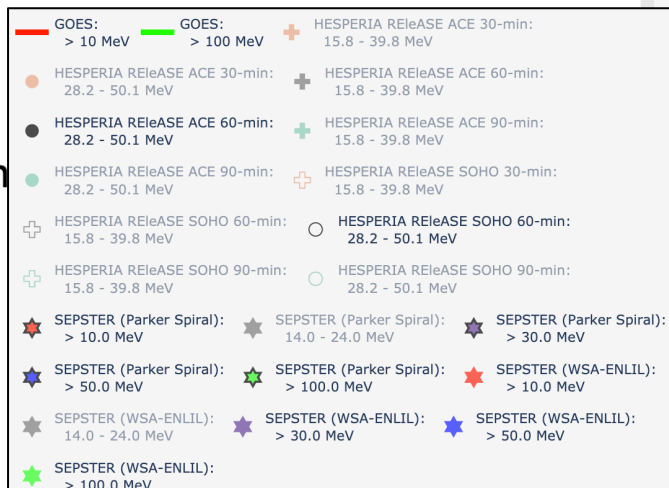 GOES: GOES: HESPERIA REleASE ACE 30-min:
> 10 MeV > 100 MeV 15.8 - 39.8 MeV
HESPERIA REleASE ACE 30-min: HESPERIA REleASE ACE 60-min:
28.2 - 50.1 MeV 15.8 - 39.8 MeV
HESPERIA REleASE ACE 60-min: HESPERIA REleASE ACE 90-min:
28.2 - 50.1 MeV 15.8 - 39.8 MeV
HESPERIA REleASE ACE 90-min: HESPERIA REleASE SOHO 30-min:
28.2 - 50.1 MeV 15.8 - 39.8 MeV
HESPERIA REleASE SOHO 60-min: HESPERIA REleASE SOHO 60-min:
15.8 - 39.8 MeV 28.2 - 50.1 MeV
HESPERIA REleASE SOHO 90-min: HESPERIA REleASE SOHO 90-min:
15.8 - 39.8 MeV 28.2 - 50.1 MeV
SEPSTER (Parker Spiral): SEPSTER (Parker Spiral): SEPSTER (Parker Spiral):
> 10.0 MeV 14.0 - 24.0 MeV > 30.0 MeV
SEPSTER (Parker Spiral): SEPSTER (Parker Spiral): SEPSTER (WSA-ENLIL):
> 50.0 MeV > 100.0 MeV > 10.0 MeV
SEPSTER (WSA-ENLIL): SEPSTER (WSA-ENLIL): SEPSTER (WSA-ENLIL):
14.0 - 24.0 MeV > 30.0 MeV > 50.0 MeV
SEPSTER (WSA-ENLIL):
> 100.0 MeV